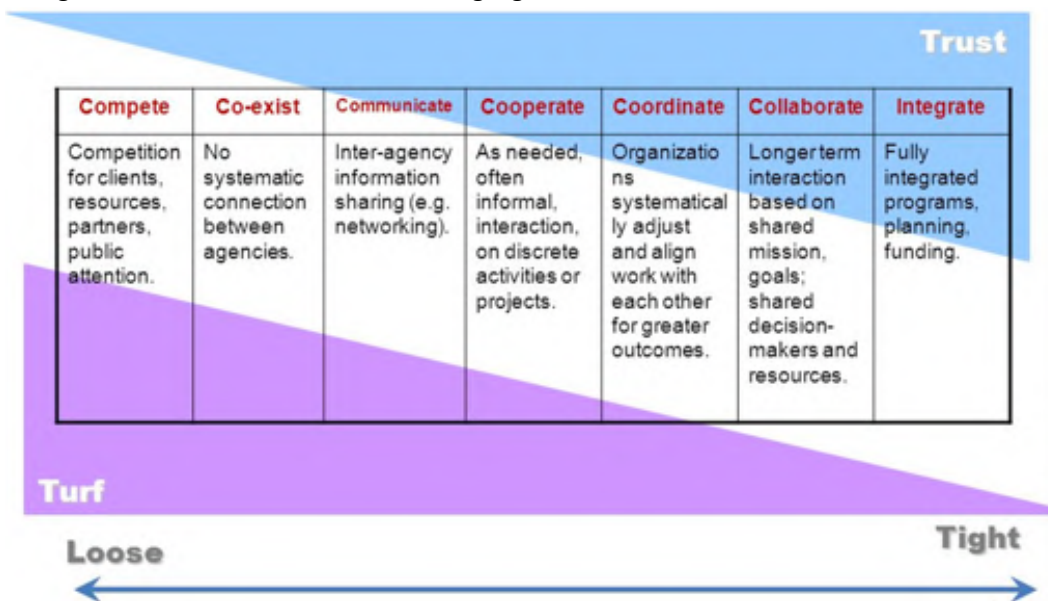 Trust
Compete
Co-exist
Communicate
Cooperate
Coordinate
Collaborate
Integrate
Competition
for clients,
resources,
partners,
public
attention.
No
systematic
connection
between
agencies.
Inter-agency
information
sharing (e.g.
networking).
As needed,
often
informal,
interaction,
on discrete
activities or
projects.
Organizatio
ns
systematical
ly adjust
and align
work with
each other
for greater
outcomes.
Longer term
interaction
based on
shared
mission,
goals;
shared
decision-
makers and
resources.
Fully
integrated
programs,
planning,
funding.
Turf
Loose
Tight